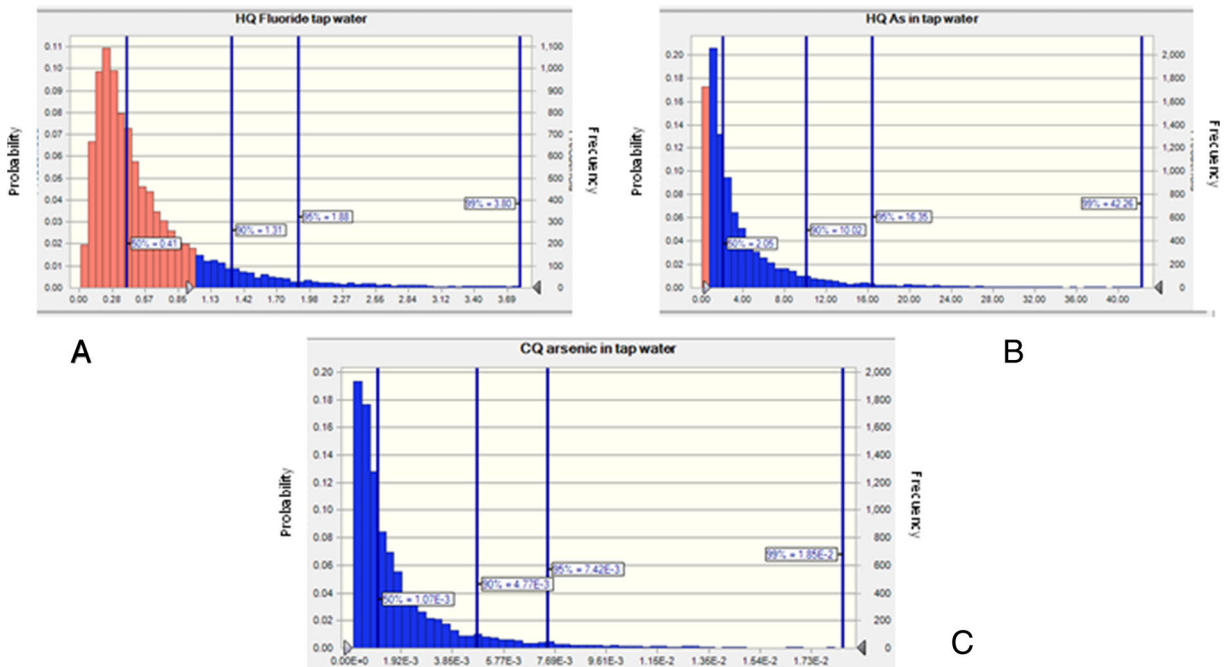 HQ Fluoride tap water
Probability
0.11
0.10
0.09
0.08
0.07
0.06
0.05
0.04
0.03
0.02
0.01
0.00
1,100
1,000
900
800
700
600
500
400
300
200
100
0
Frecuency
50% = 0.41
90% = 1.31
95% = 1.88
99% = 3.80
0.00 0.28 0.57 0.85 1.13 1.42 1.70 1.98 2.27 2.55 2.84 3.12 3.40 3.69
A
HQ As in tap water
Probability
0.20
0.18
0.16
0.14
0.12
0.10
0.08
0.06
0.04
0.02
0.00
2,000
1,800
1,600
1,400
1,200
1,000
800
600
400
200
0
Frecuency
50% = 2.05
90% = 10.02
95% = 16.35
99% = 42.26
0.00 4.00 8.00 12.00 16.00 20.00 24.00 28.00 32.00 36.00 40.00
B
CQ arsenic in tap water
Probability
0.20
0.18
0.16
0.14
0.12
0.10
0.08
0.06
0.04
0.02
0.00
2,000
1,800
1,600
1,400
1,200
1,000
800
600
400
200
0
Frecuency
50% = 1.07E-3
90% = 4.77E-3
95% = 7.42E-3
99% = 1.85E-2
0.00E+0 1.92E-3 3.85E-3 5.77E-3 7.69E-3 9.61E-3 1.15E-2 1.35E-2 1.54E-2 1.73E-2
C